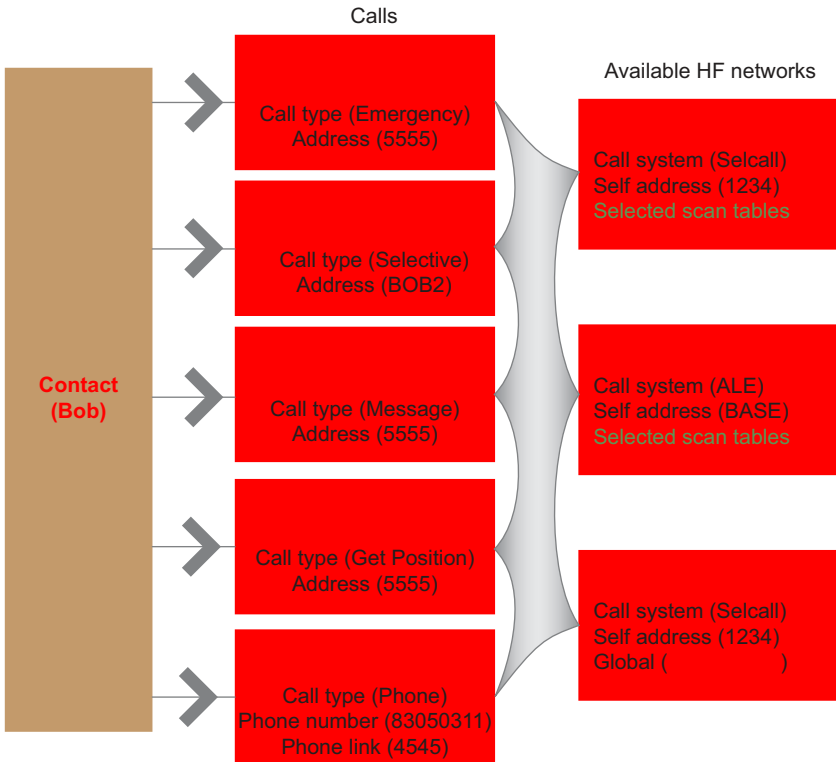 Calls
Available HF networks
Contact
(Bob)
Call type (Emergency)
Address (5555)
Call type (Selective)
Address (BOB2)
Call type (Message)
Address (5555)
Call type (Get Position)
Address (5555)
Call type (Phone)
Phone number (83050311)
Phone link (4545)
Call system (Selcall)
Self address (1234)
Selected scan tables
Call system (ALE)
Self address (BASE)
Selected scan tables
Call system (Selcall)
Self address (1234)
Global ( )